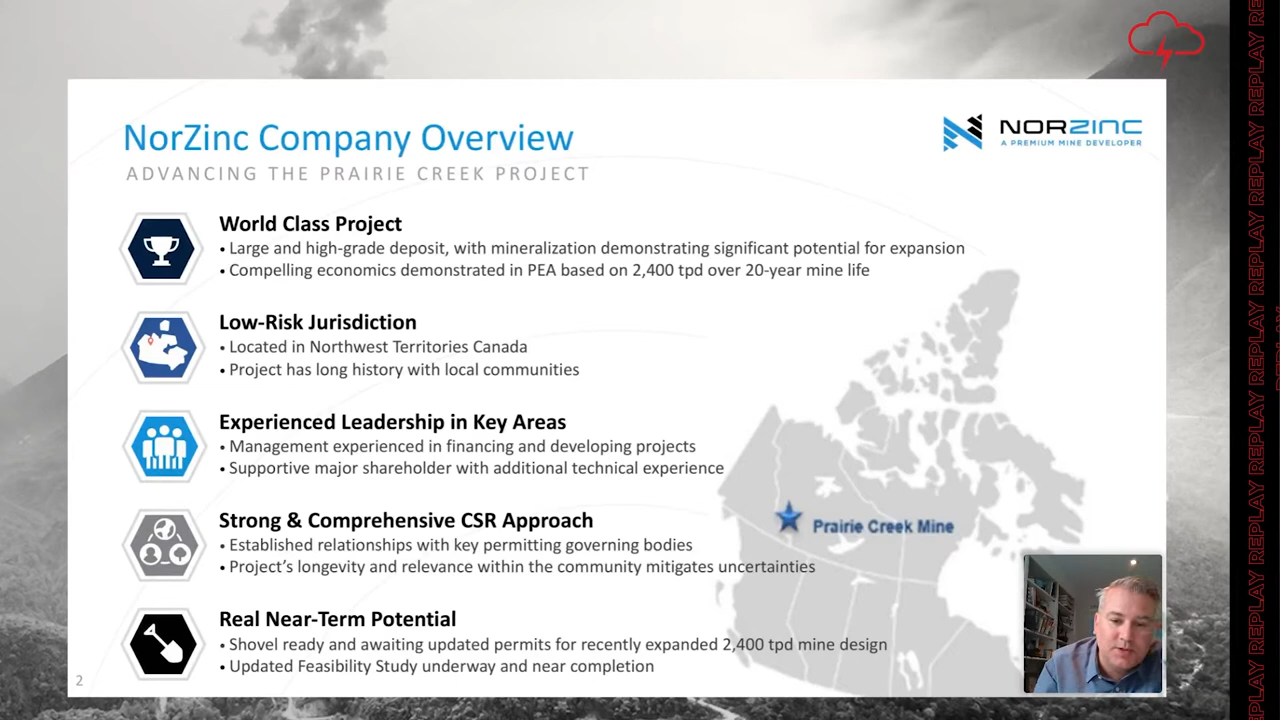 NorZinc Company Overview
ADVANCING THE PRAIRIE CREEK PROJECT
NORZINC
A PREMIUM MINE DEVELOPER
World Class Project
• Large and high-grade deposit, with mineralization demonstrating significant potential for expansion
• Compelling economics demonstrated in PEA based on 2,400 tpd over 20-year mine life
Low-Risk Jurisdiction
• Located in Northwest Territories Canada
• Project has long history with local communities
Experienced Leadership in Key Areas
• Management experienced in financing and developing projects
• Supportive major shareholder with additional technical experience
Strong & Comprehensive CSR Approach
• Established relationships with key permitting governing bodies
• Project’s longevity and relevance within the community mitigates uncertainties
Real Near-Term Potential
• Shovel ready and awaiting updated permits for recently expanded 2,400 tpd mine design
• Updated Feasibility Study underway and near completion
Prairie Creek Mine
2
REPLAY REPLAY REPLAY REPLAY REPLAY REPLAY REPLAY REPLAY